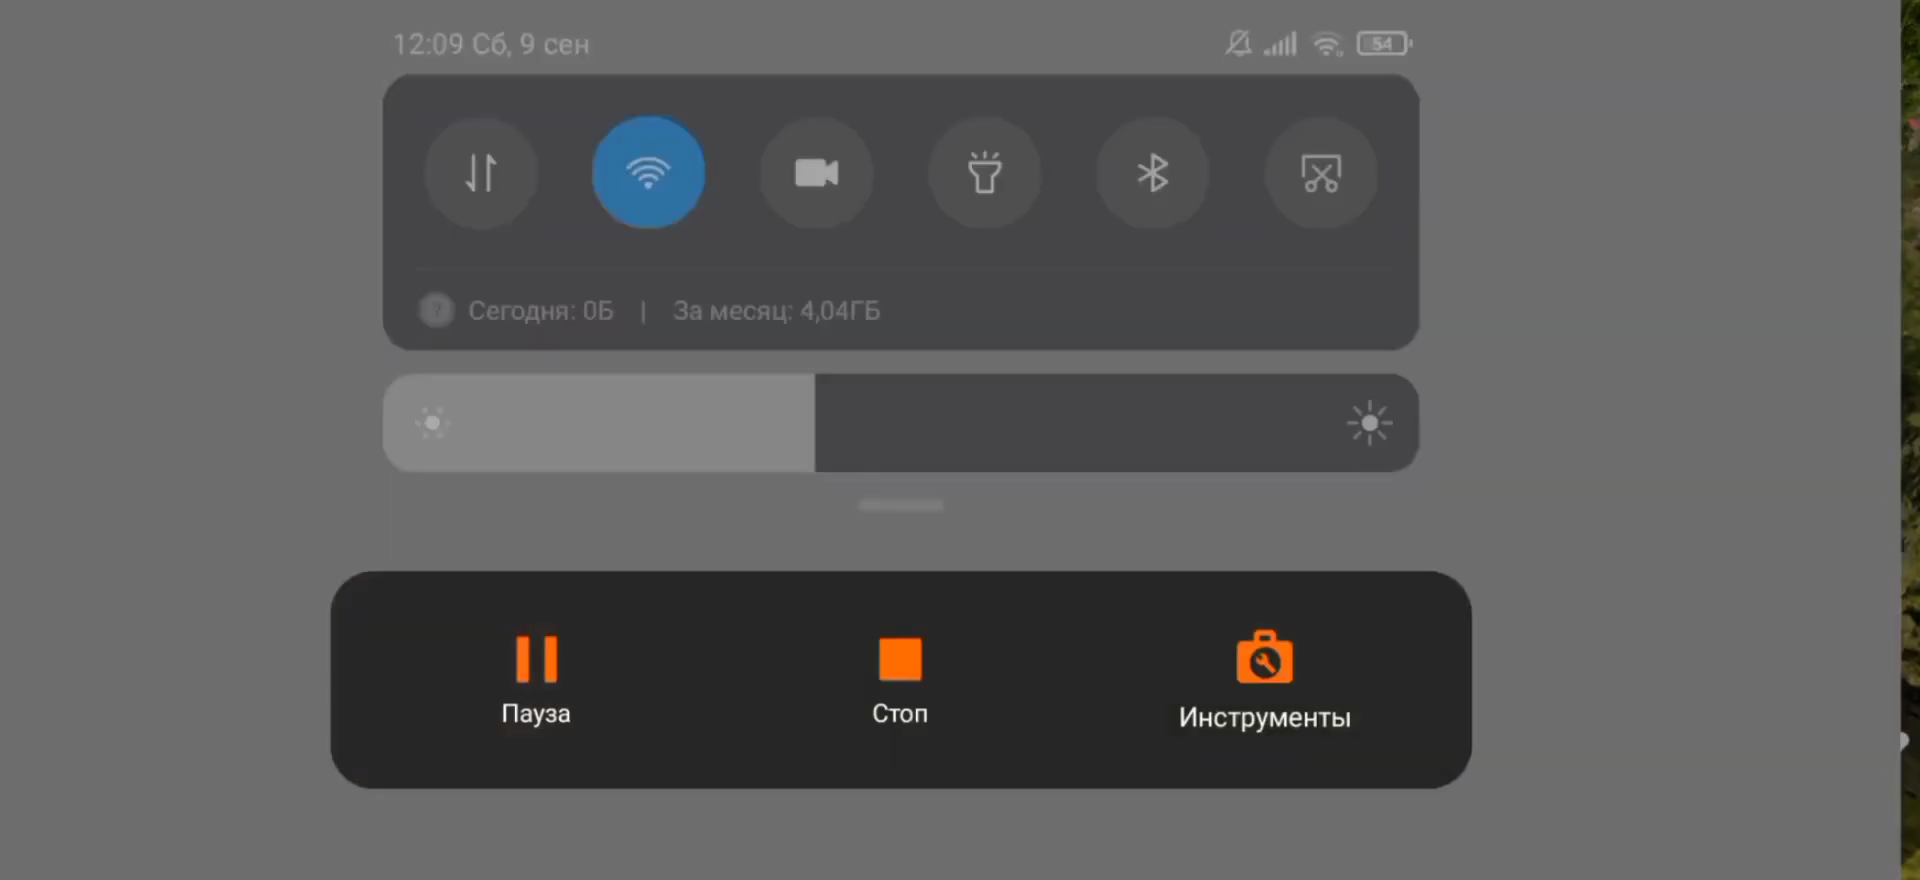 12:09 Сб, 9 сен
54
Сегодня: 0Б | За месяц: 4,04ГБ
Пауза
Стоп
Инструменты